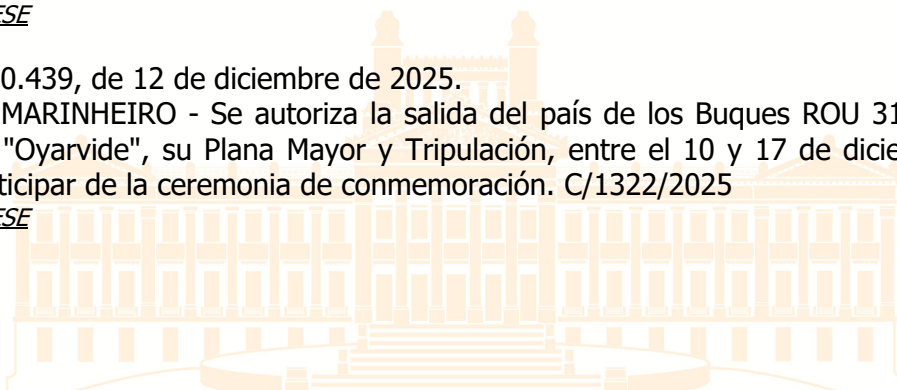 ESE
0.439, de 12 de diciembre de 2025.
MARINHEIRO - Se autoriza la salida del país de los Buques ROU 31
"Oyarvide", su Plana Mayor y Tripulación, entre el 10 y 17 de dicie
ticipar de la ceremonia de conmemoración. C/1322/2025
ESE